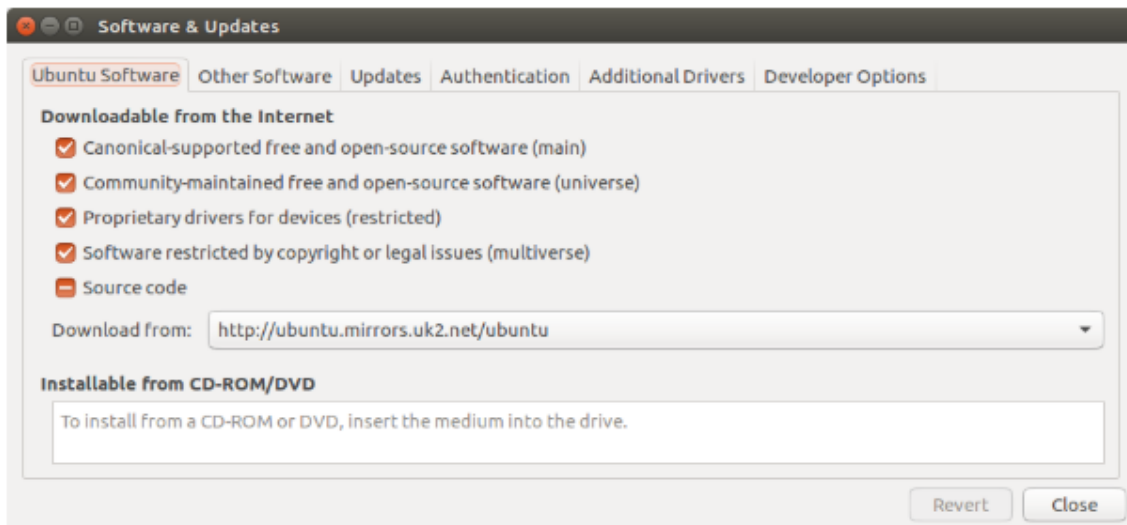 Software & Updates
Ubuntu Software Other Software Updates Authentication Additional Drivers Developer Options
Downloadable from the Internet
Canonical-supported free and open-source software (main)
Community-maintained free and open-source software (universe)
Proprietary drivers for devices (restricted)
Software restricted by copyright or legal issues (multiverse)
Source code
Download from: http://ubuntu.mirrors.uk2.net/ubuntu
Installable from CD-ROM/DVD
To install from a CD-ROM or DVD, insert the medium into the drive.
Revert Close